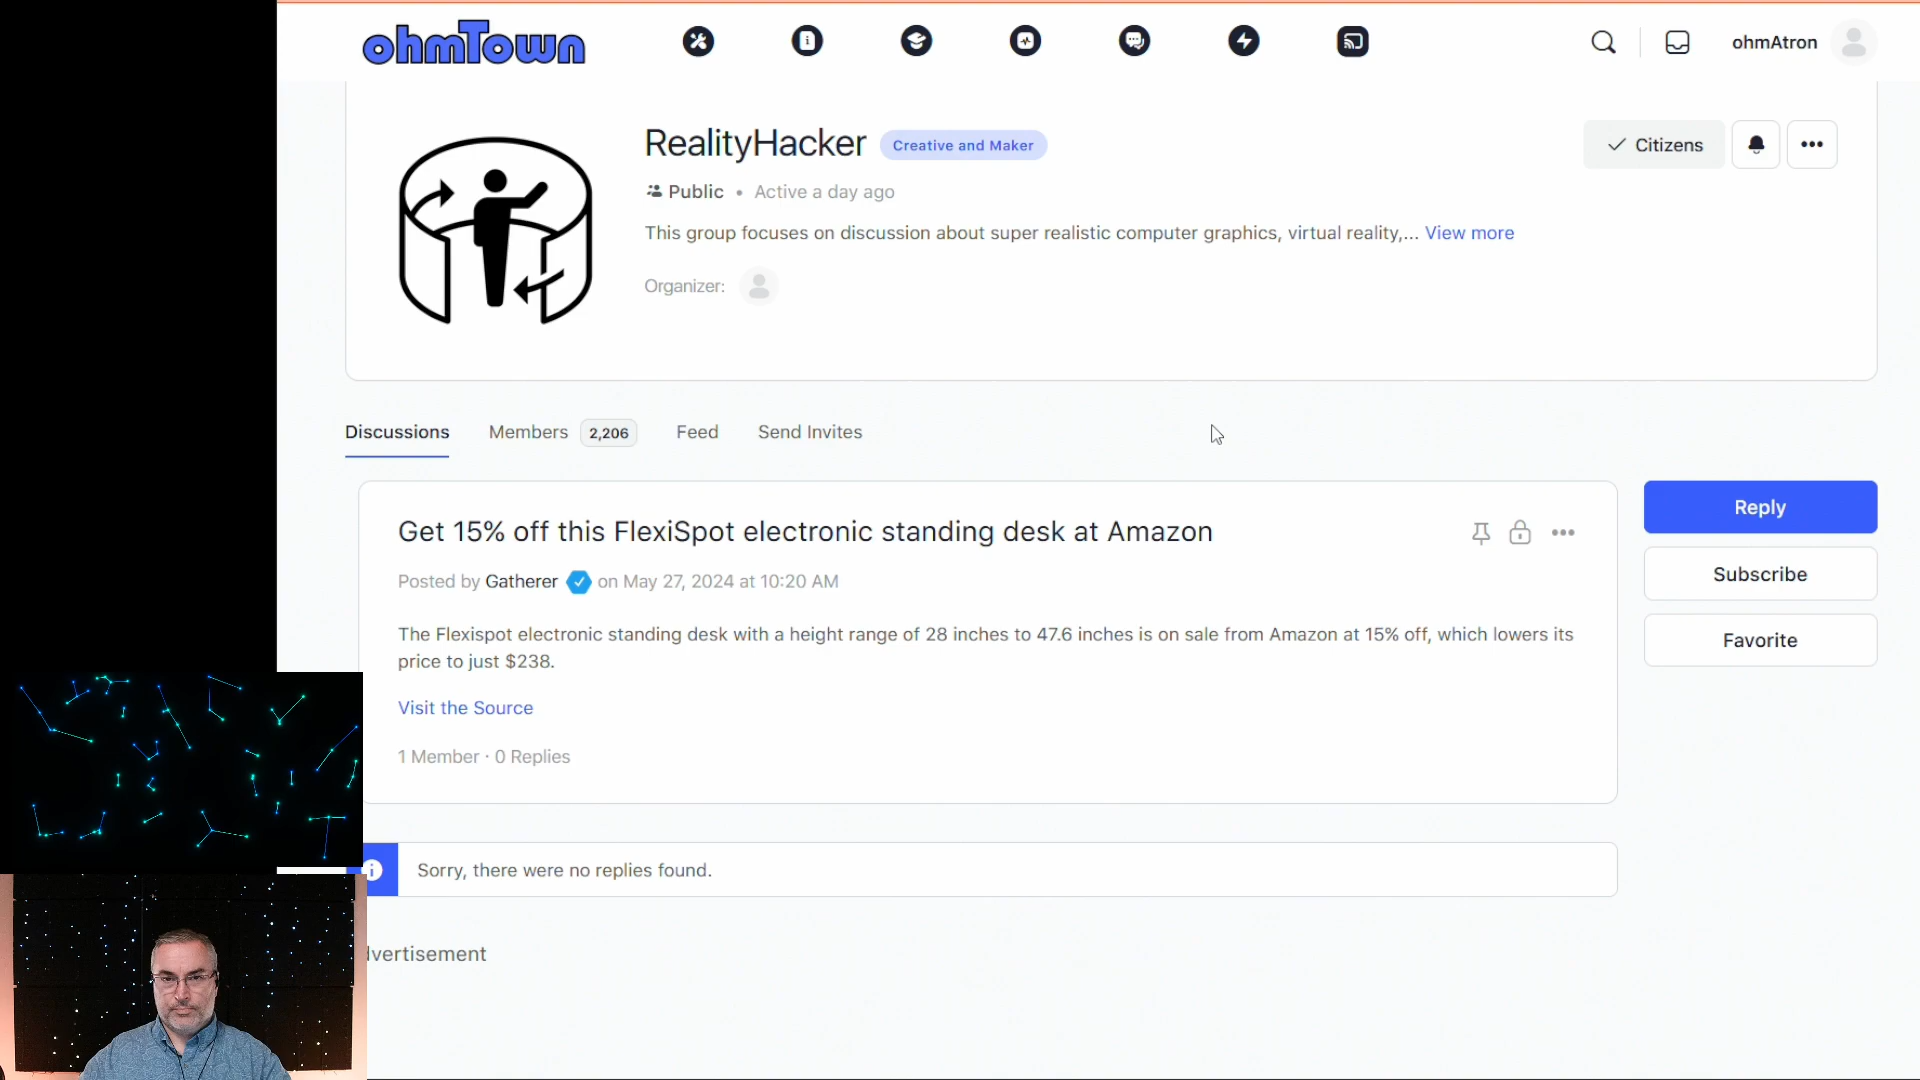 ohmTown
ohmAtron
RealityHacker
Creative and Maker
Citizens
Public • Active a day ago
This group focuses on discussion about super realistic computer graphics, virtual reality,... View more
Organizer:
Discussions
Members 2,206
Feed
Send Invites
Get 15% off this FlexiSpot electronic standing desk at Amazon
Posted by Gatherer on May 27, 2024 at 10:20 AM
The Flexispot electronic standing desk with a height range of 28 inches to 47.6 inches is on sale from Amazon at 15% off, which lowers its
price to just $238.
Visit the Source
1 Member · 0 Replies
Reply
Subscribe
Favorite
Sorry, there were no replies found.
dvertisement